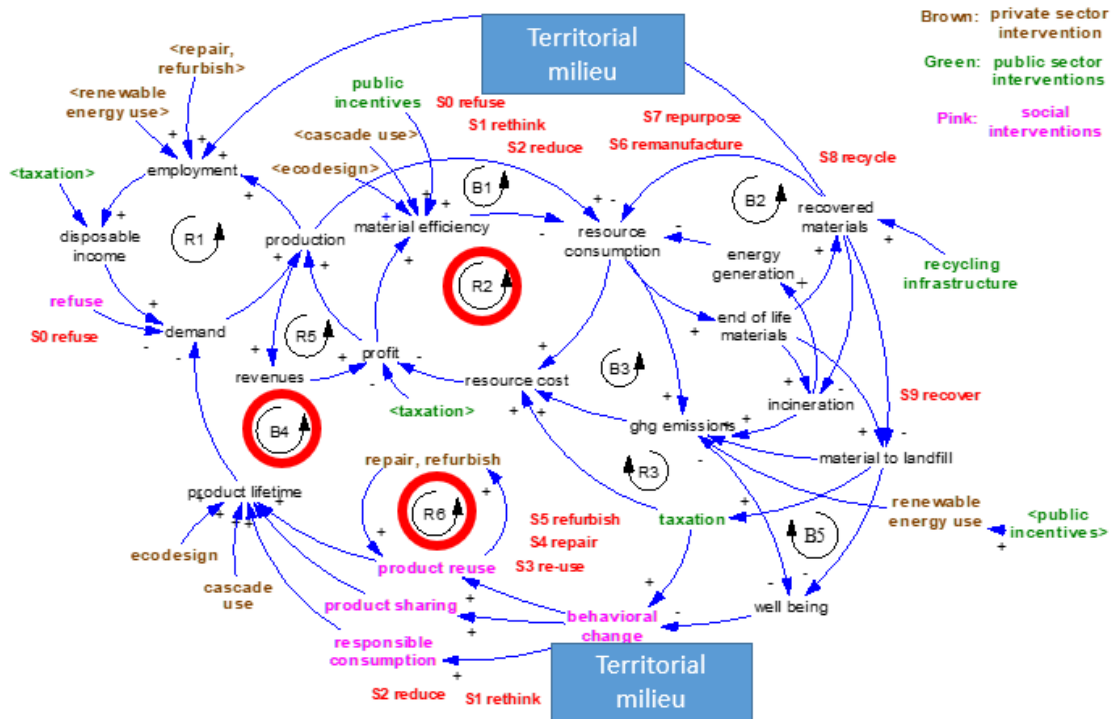 Territorial
milieu
Brown: private sector
intervention
Green: public sector
interventions
Pink: social
interventions
<repair,
refurbish>
<renewable
energy use>
public
incentives
S0 refuse
S1 rethink
S2 reduce
S7 repurpose
S6 remanufacture
S8 recycle
<cascade use>
<ecodesign>
<taxation>
employment
B1
B2
recovered
materials
disposable
income
R1
production
material efficiency
resource
consumption
energy
generation
recycling
infrastructure
R2
refuse
S0 refuse
demand
R5
profit
end of life
materials
revenues
resource cost
B3
S9 recover
<taxation>
incineration
B4
ghg emissions
material to landfill
repair, refurbish
R3
product lifetime
R6
renewable
energy use
<public
incentives>
S5 refurbish
S4 repair
S3 re-use
taxation
B5
ecodesign
cascade
use
product reuse
product sharing
behavioral
change
well being
responsible
consumption
Territorial
milieu
S2 reduce
S1 rethink